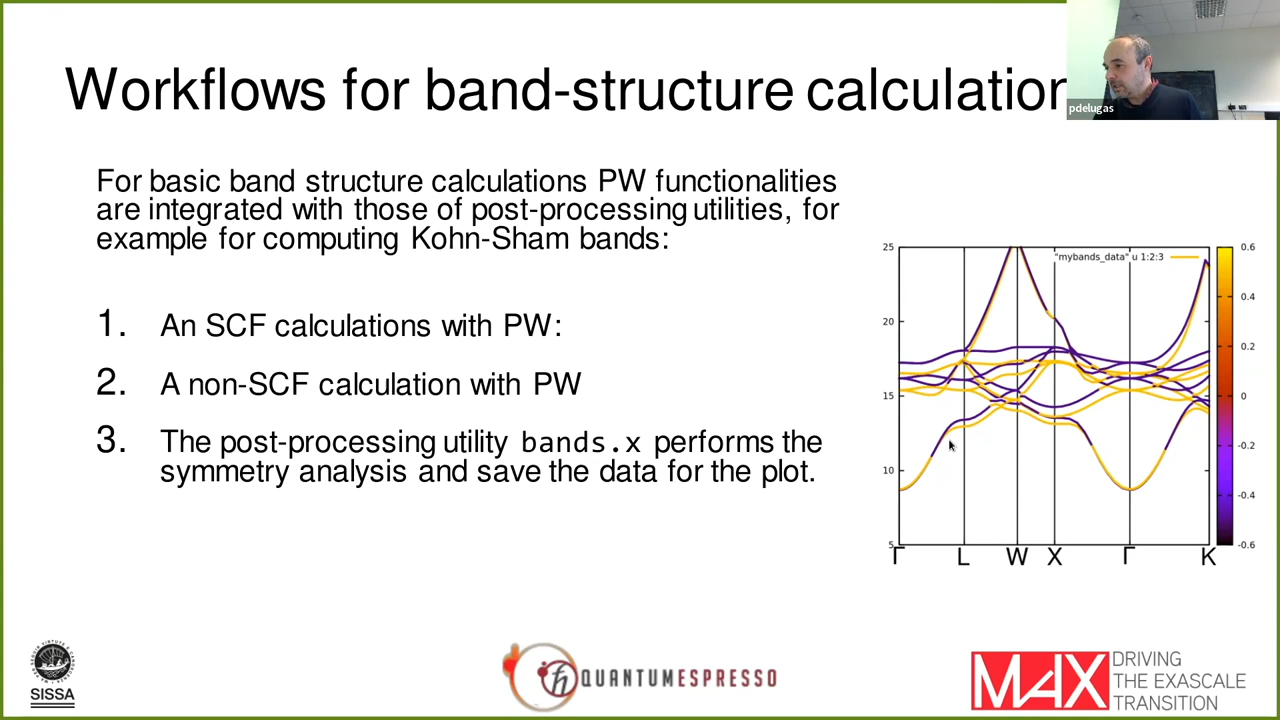 Workflows for band-structure calculation
pdelugas
For basic band structure calculations PW functionalities
are integrated with those of post-processing utilities, for
example for computing Kohn-Sham bands:
1. An SCF calculations with PW:
2. A non-SCF calculation with PW
3. The post-processing utility bands.x performs the
symmetry analysis and save the data for the plot.
"mybands_data" u 1:2:3
25
20
15
10
5
Γ L W X Γ K
0.6
0.4
0.2
0
-0.2
-0.4
-0.6
SISSA
ħ QUANTUMESPRESSO
MAX DRIVING
THE EXASCALE
TRANSITION